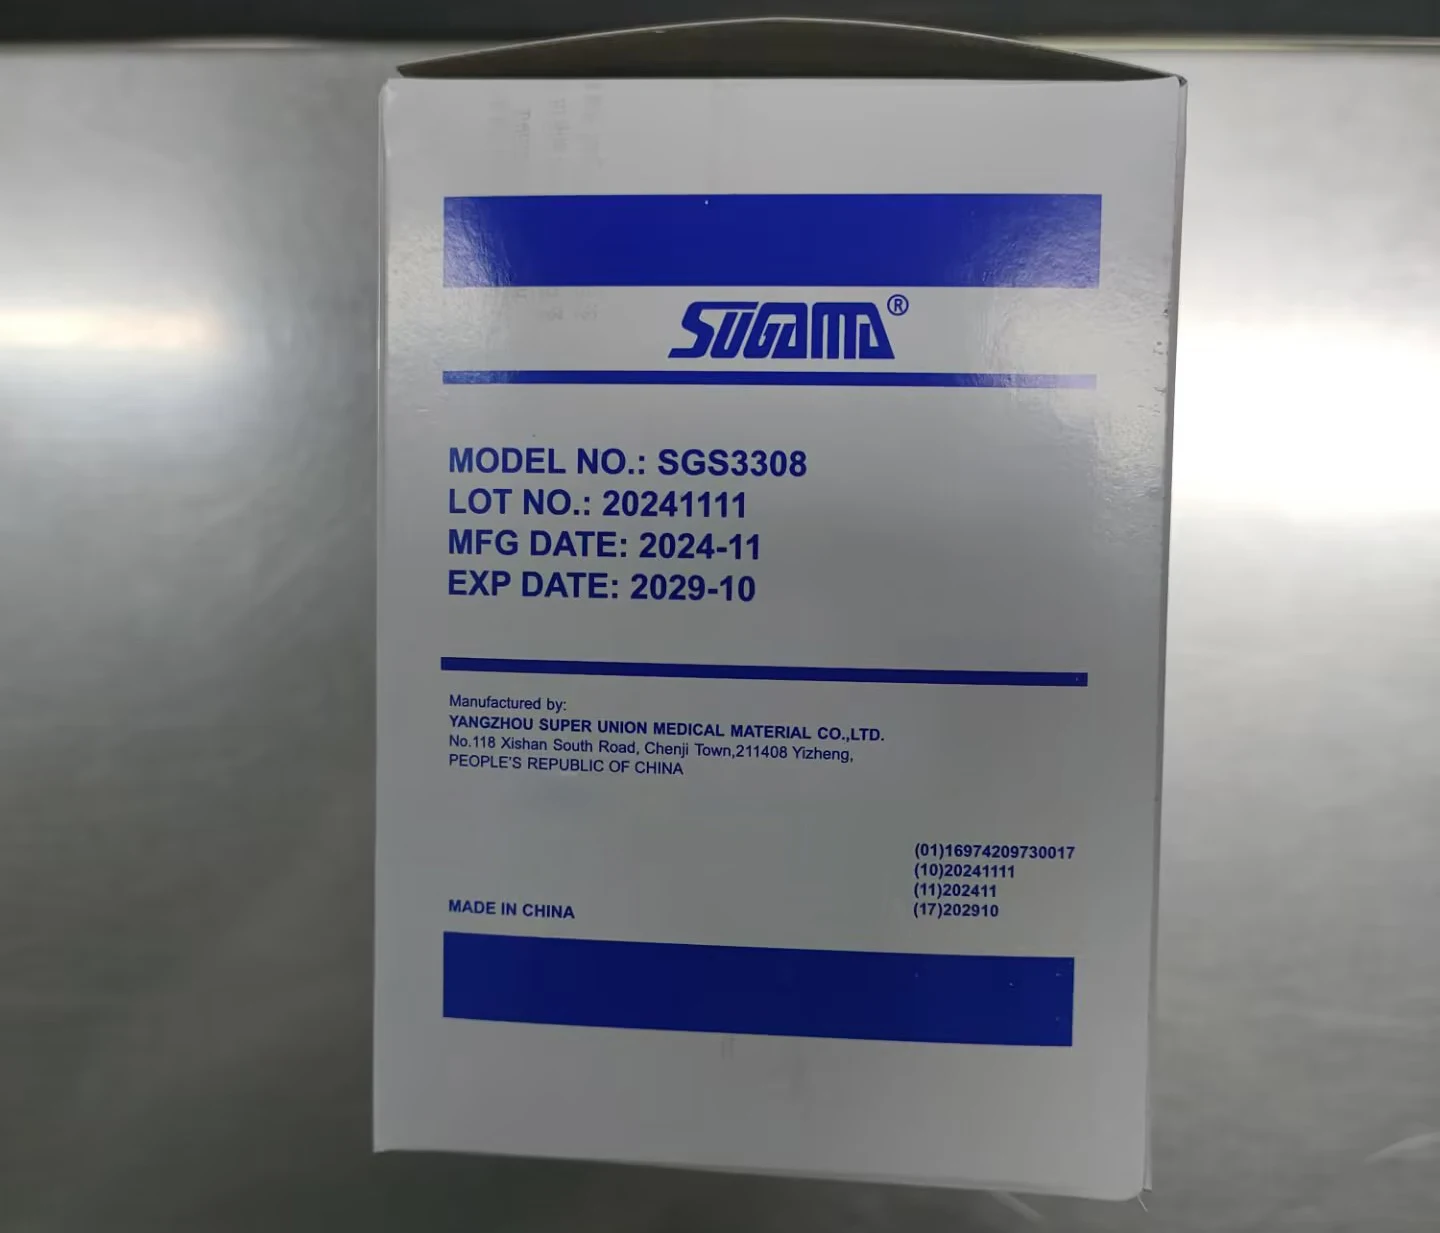 SUGAMA®
MODEL NO.: SGS3308
LOT NO.: 20241111
MFG DATE: 2024-11
EXP DATE: 2029-10
Manufactured by:
YANGZHOU SUPER UNION MEDICAL MATERIAL CO.,LTD.
No.118 Xishan South Road, Chenji Town,211408 Yizheng,
PEOPLE'S REPUBLIC OF CHINA
(01)16974209730017
(10)20241111
(11)202411
(17)202910
MADE IN CHINA